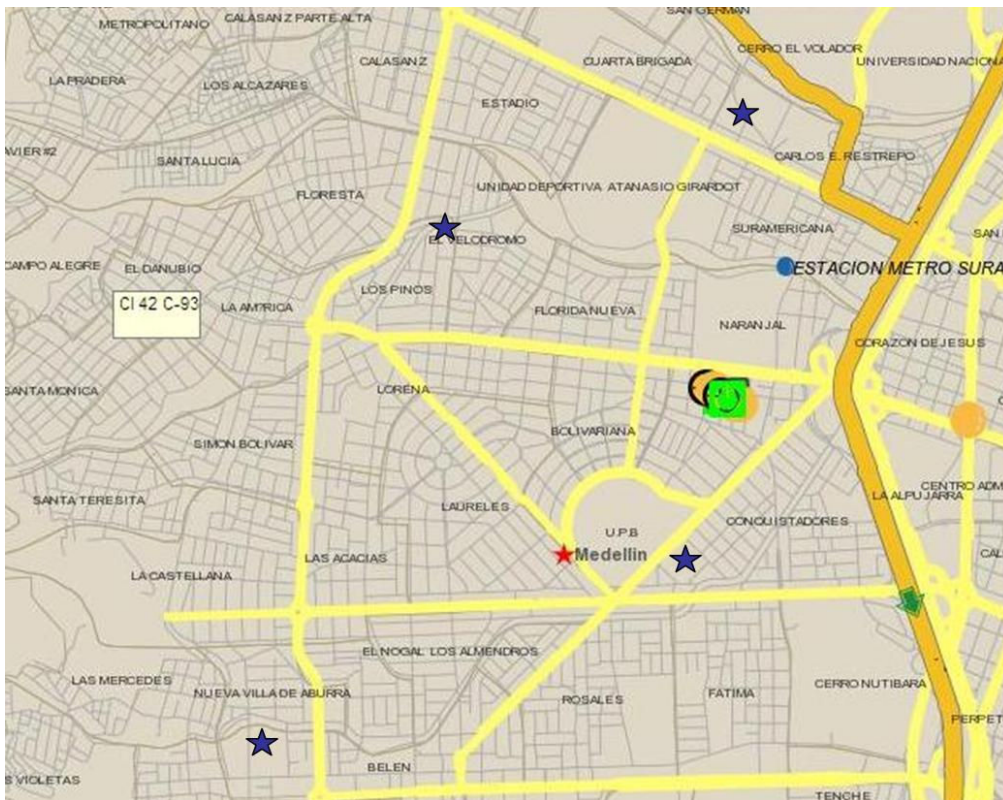 SAN GERMAN
METROPOLITANO
CALASANZ PARTE ALTA
CERRO EL VOLADOR
CALASANZ
CUARTA BRIGADA
UNIVERSIDAD NACIONA
LA PRADERA
LOS ALCAZARES
ESTADIO
AVIER #2
SANTA LUCIA
CARLOS E. RESTREPO
FLORESTA
UNIDAD DEPORTIVA ATANASIO GIRARDOT
SURAMERICANA
SAN
EL VELODROMO
CAMPO ALEGRE
EL DANUBIO
ESTACION METRO SURA
LOS PINOS
Cl 42 C-93
LA AM?RICA
FLORIDA NUEVA
NARANJAL
CORAZON DE JESUS
SANTA MONICA
LORENA
BOLIVARIANA
SIMON BOLIVAR
CENTRO ADM
SANTA TERESITA
LA ALPUJARRA
LAURELES
CONQUISTADORES
U.P.B
Medellin
LAS ACACIAS
CAL
LA CASTELLANA
EL NOGAL LOS ALMENDROS
LAS MERCEDES
NUEVA VILLA DE ABURRA
ROSALES
FATIMA
CERRO NUTIBARA
PERPET
BELEN
S VIOLETAS
TENCHE